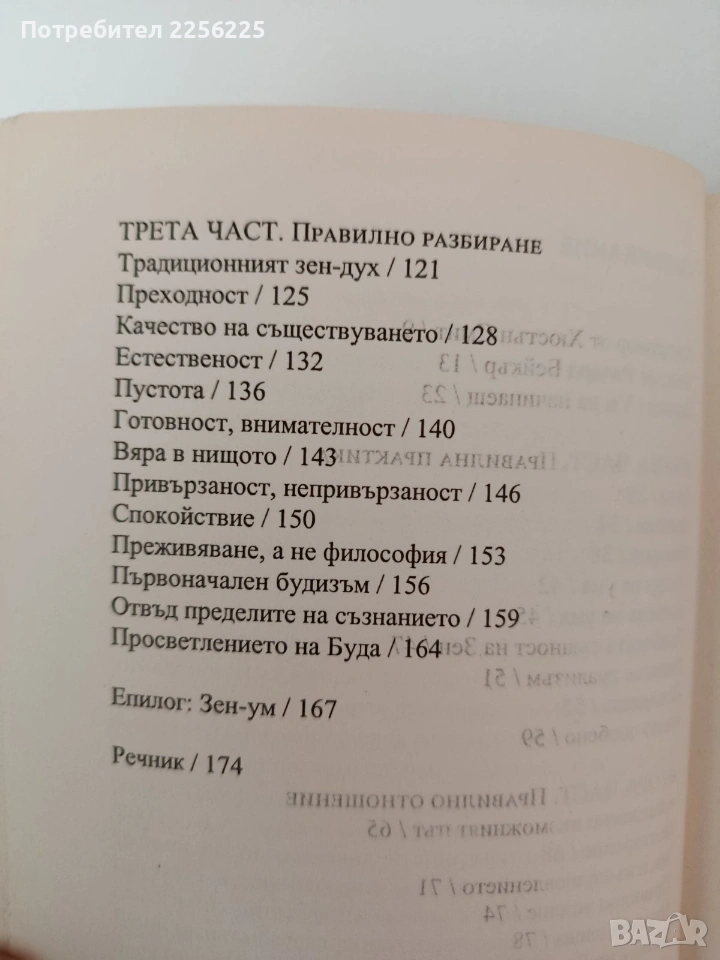 Потребител 2256225
ТРЕТА ЧАСТ. ПРАВИЛНО РАЗБИРАНЕ
Традиционният зен-дух / 121
Преходност / 125
Качество на съществуването / 128
Естественост / 132
Пустота / 136
Готовност, внимателност / 140
Вяра в нищото / 143
Привързаност, непривързаност / 146
Спокойствие / 150
Преживяване, а не философия / 153
Първоначален будизъм / 156
Отвъд пределите на съзнанието / 159
Просветлението на Буда / 164
Епилог: Зен-ум / 167
Речник / 174
BAZAR